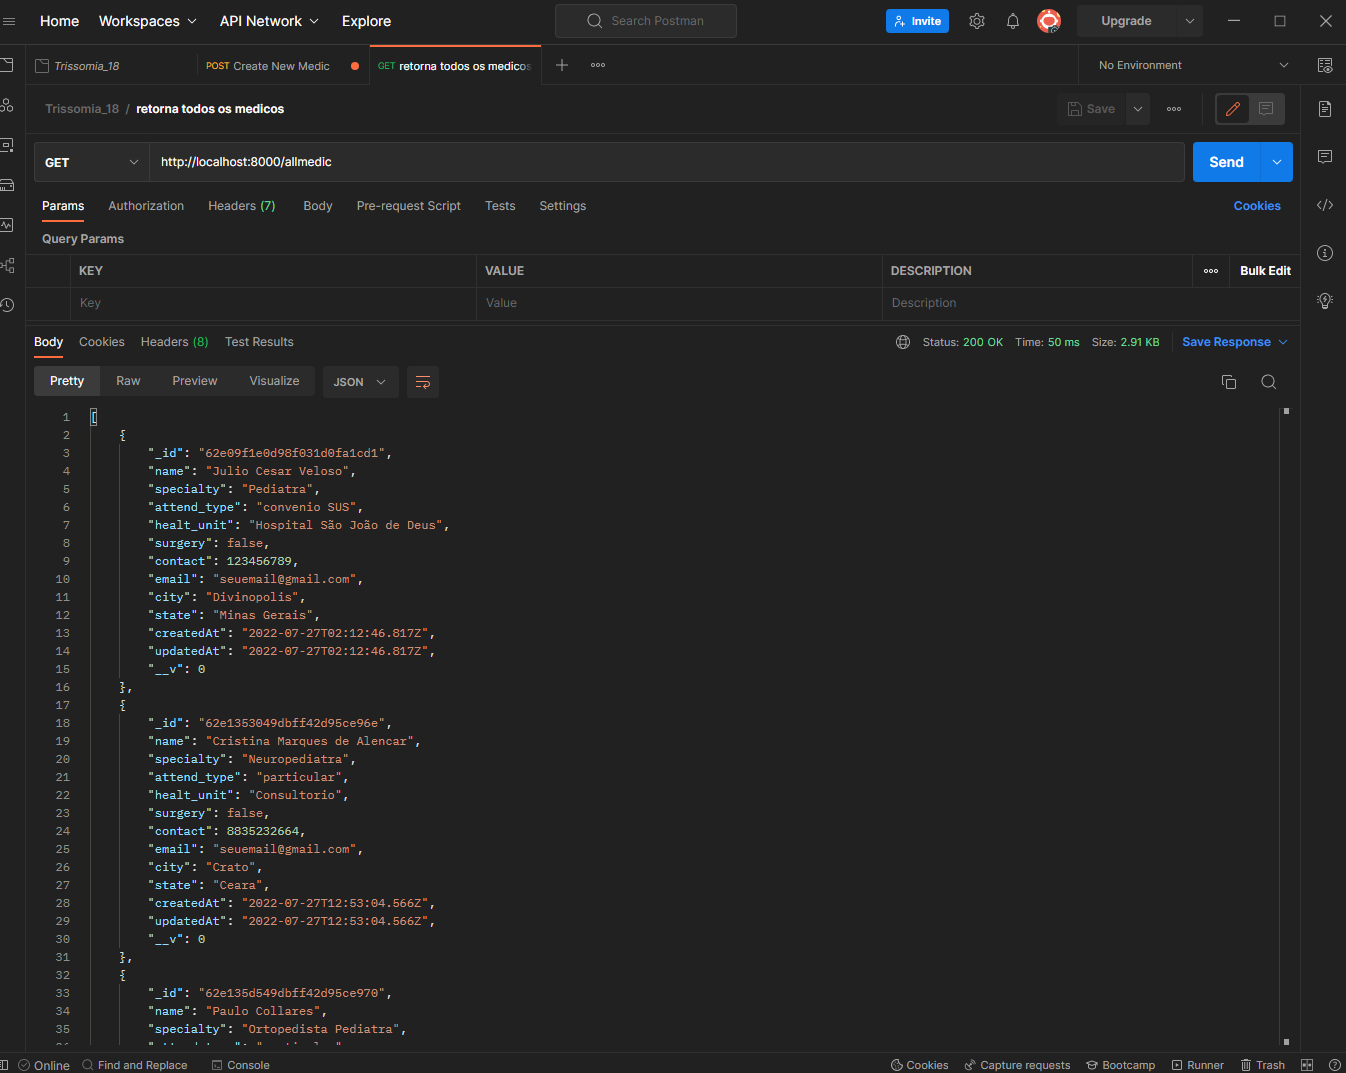 Home Workspaces API Network Explore Search Postman Invite Upgrade
Trissomia_18 POST Create New Medic GET retorna todos os medicos No Environment
Trissomia_18 / retorna todos os medicos Save
GET http://localhost:8000/allmedic Send
Params Authorization Headers (7) Body Pre-request Script Tests Settings Cookies
Query Params
KEY VALUE DESCRIPTION Bulk Edit
Key Value Description
Body Cookies Headers (8) Test Results Status: 200 OK Time: 50 ms Size: 2.91 KB Save Response
Pretty Raw Preview Visualize JSON
1 [
2 {
3 "_id": "62e09f1e0d98f031d0fa1cd1",
4 "name": "Julio Cesar Veloso",
5 "specialty": "Pediatra",
6 "attend_type": "convenio SUS",
7 "healt_unit": "Hospital São João de Deus",
8 "surgery": false,
9 "contact": 123456789,
10 "email": "seuemail@gmail.com",
11 "city": "Divinopolis",
12 "state": "Minas Gerais",
13 "createdAt": "2022-07-27T02:12:46.817Z",
14 "updatedAt": "2022-07-27T02:12:46.817Z",
15 "__v": 0
16 },
17 {
18 "_id": "62e1353049dbff42d95ce96e",
19 "name": "Cristina Marques de Alencar",
20 "specialty": "Neuropediatra",
21 "attend_type": "particular",
22 "healt_unit": "Consultorio",
23 "surgery": false,
24 "contact": 8835232664,
25 "email": "seuemail@gmail.com",
26 "city": "Crato",
27 "state": "Ceara",
28 "createdAt": "2022-07-27T12:53:04.566Z",
29 "updatedAt": "2022-07-27T12:53:04.566Z",
30 "__v": 0
31 },
32 {
33 "_id": "62e135d549dbff42d95ce970",
34 "name": "Paulo Collares",
35 "specialty": "Ortopedista Pediatra",
Online Find and Replace Console Cookies Capture requests Bootcamp Runner Trash